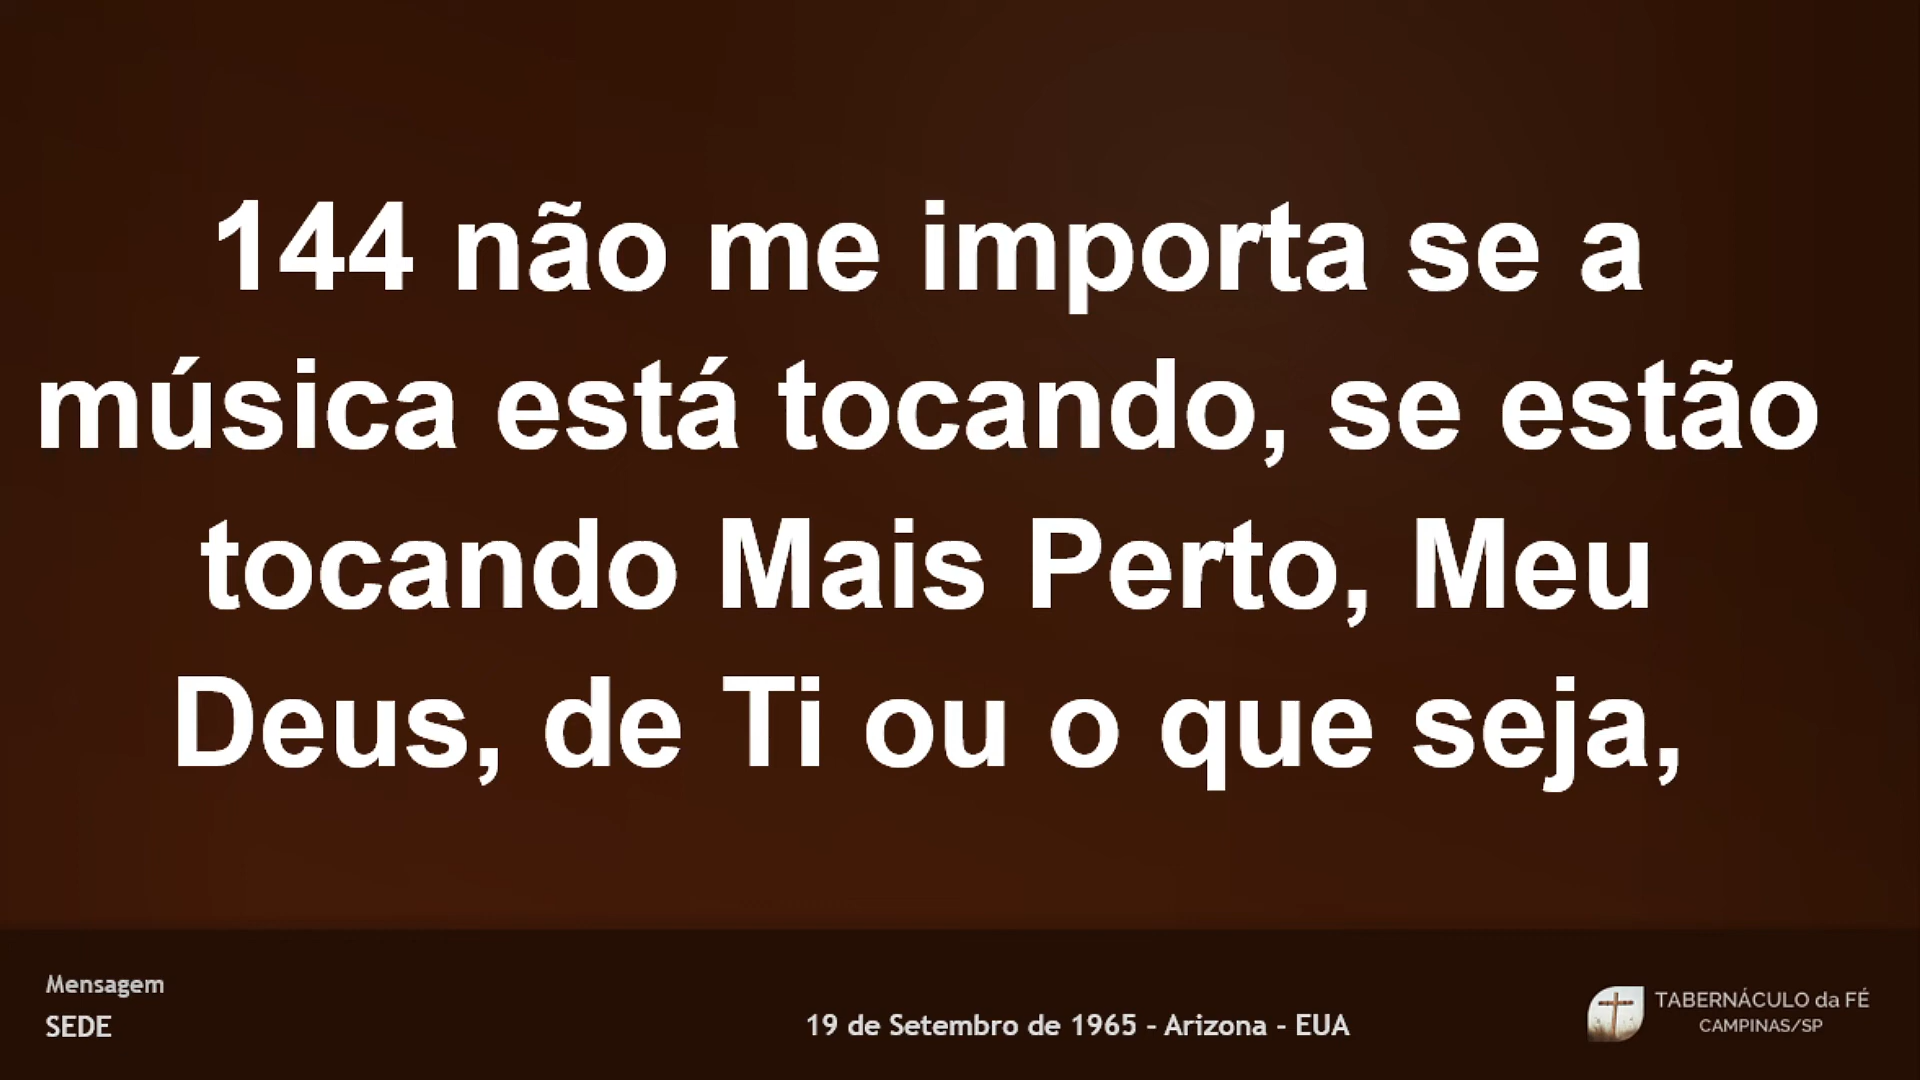 144 não me importa se a
música está tocando, se estão
tocando Mais Perto, Meu
Deus, de Ti ou o que seja,
Mensagem
SEDE
19 de Setembro de 1965 - Arizona - EUA
TABERNÁCULO da FÉ
CAMPINAS/SP